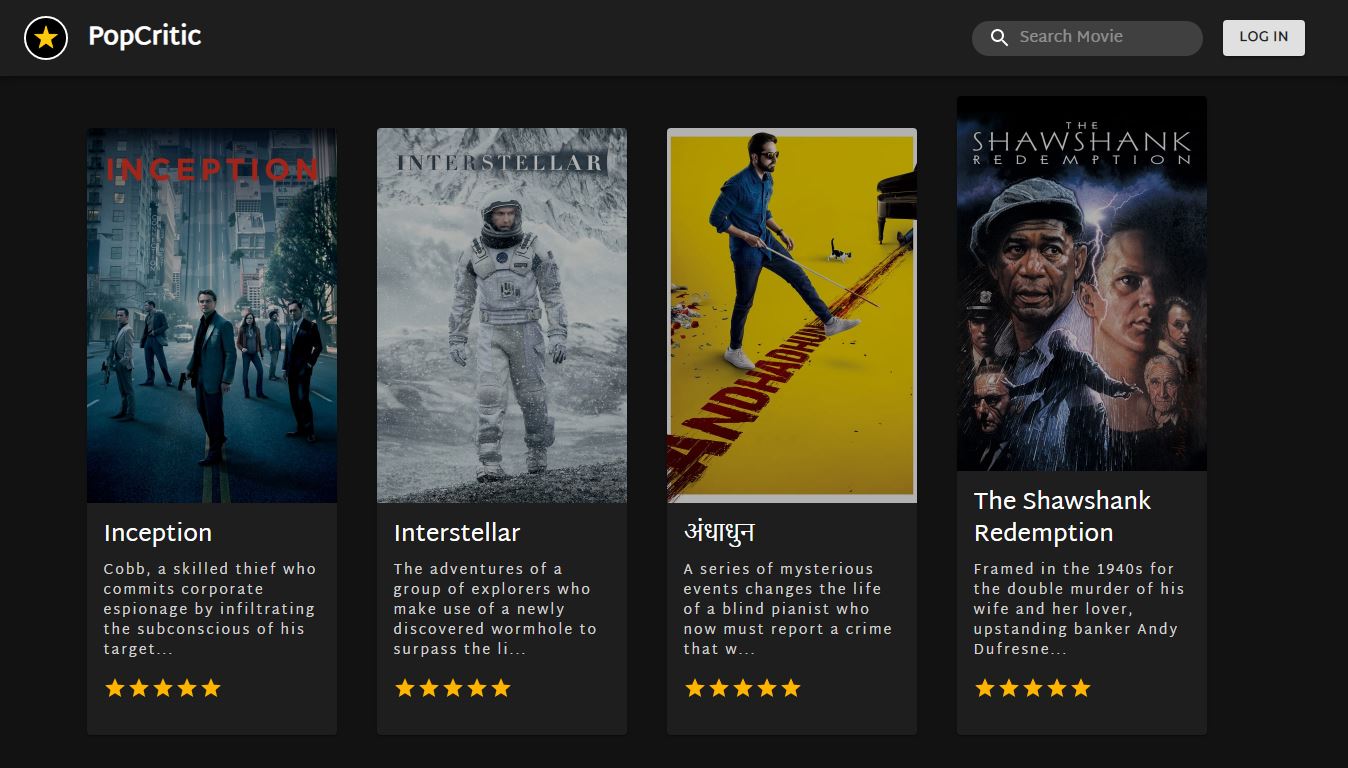 PopCritic
Search Movie
LOG IN
INCEPTION
Inception
Cobb, a skilled thief who
commits corporate
espionage by infiltrating
the subconscious of his
target...
INTERSTELLAR
Interstellar
The adventures of a
group of explorers who
make use of a newly
discovered wormhole to
surpass the li...
ANDHADHUN
अंधाधुन
A series of mysterious
events changes the life
of a blind pianist who
now must report a crime
that w...
THE
SHAWSHANK
REDEMPTION
The Shawshank
Redemption
Framed in the 1940s for
the double murder of his
wife and her lover,
upstanding banker Andy
Dufresne...